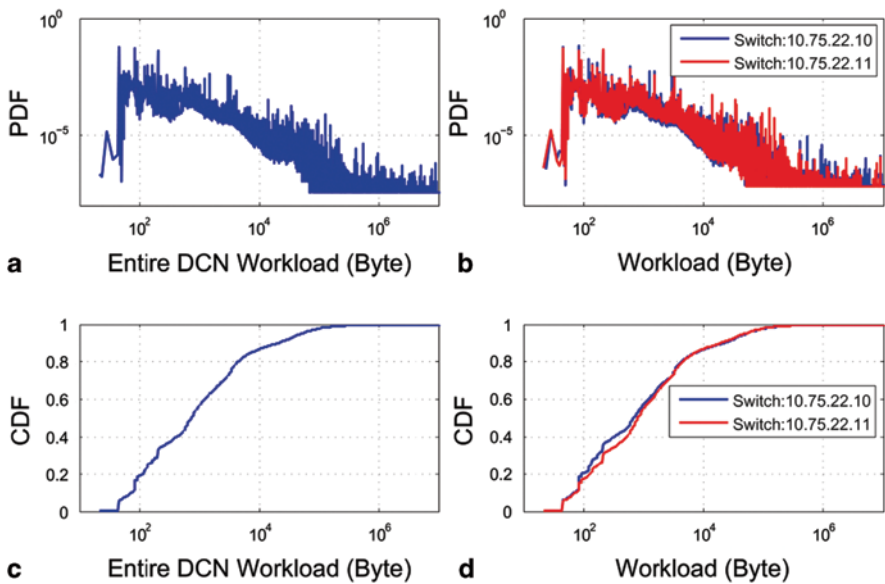 10^0
10^-5
PDF
10^2
10^4
10^6
a
Entire DCN Workload (Byte)
10^0
10^-5
PDF
Switch:10.75.22.10
Switch:10.75.22.11
10^2
10^4
10^6
b
Workload (Byte)
1
0.8
0.6
0.4
0.2
0
CDF
10^2
10^4
10^6
c
Entire DCN Workload (Byte)
1
0.8
0.6
0.4
0.2
0
CDF
Switch:10.75.22.10
Switch:10.75.22.11
10^2
10^4
10^6
d
Workload (Byte)